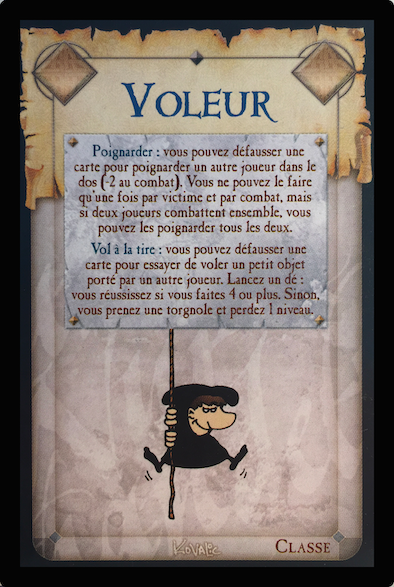 Voleur
Poignarder : vous pouvez défausser une
carte pour poignarder un autre joueur dans le
dos (-2 au combat). Vous ne pouvez le faire
qu'une fois par victime et par combat, mais
si deux joueurs combattent ensemble, vous
pouvez les poignarder tous les deux.
Vol à la tire : vous pouvez défausser une
carte pour essayer de voler un petit objet
porté par un autre joueur. Lancez un dé :
vous réussissez si vous faites 4 ou plus. Sinon,
vous prenez une torgnole et perdez 1 niveau.
Kovalic
Classe